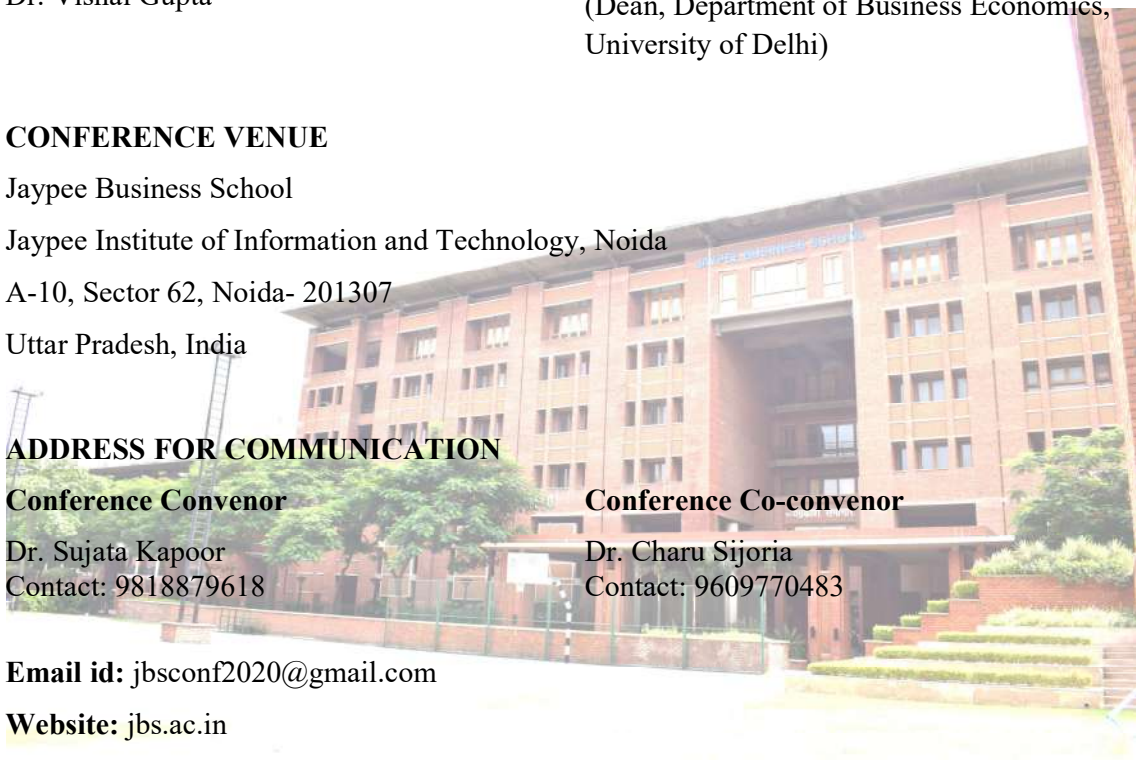 Dr. Vishal Gupta
(Dean, Department of Business Economics,
University of Delhi)
CONFERENCE VENUE
Jaypee Business School
Jaypee Institute of Information and Technology, Noida
A-10, Sector 62, Noida- 201307
Uttar Pradesh, India
JAYPEE BUSINESS SCHOOL
ADDRESS FOR COMMUNICATION
Conference Convenor
Dr. Sujata Kapoor
Contact: 9818879618
Conference Co-convenor
Dr. Charu Sijoria
Contact: 9609770483
Email id: jbsconf2020@gmail.com
Website: jbs.ac.in